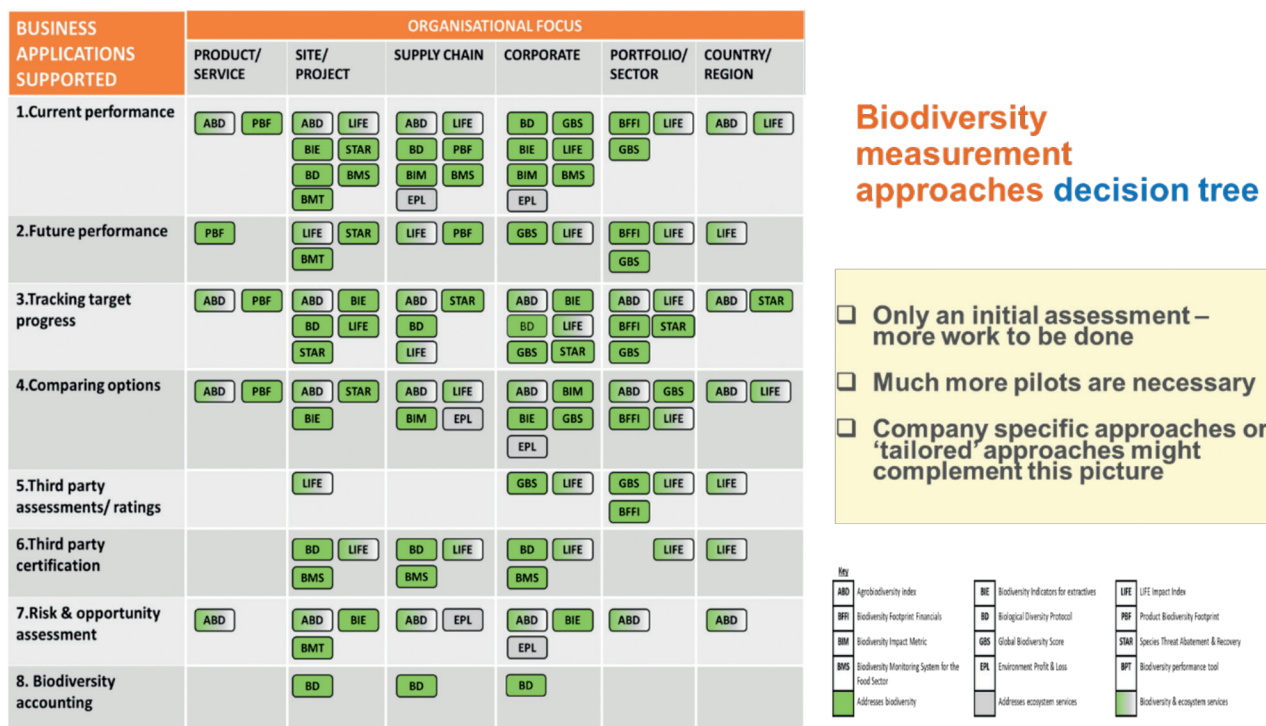 BUSINESS
APPLICATIONS
SUPPORTED
ORGANISATIONAL FOCUS
PRODUCT/
SERVICE
SITE/
PROJECT
SUPPLY CHAIN
CORPORATE
PORTFOLIO/
SECTOR
COUNTRY/
REGION
1.Current performance
ABD PBF
ABD LIFE
BIE STAR
BD BMS
BMT
ABD LIFE
BD PBF
BIM BMS
EPL
BD GBS
BIE LIFE
BIM BMS
EPL
BFFI LIFE
GBS
ABD LIFE
2.Future performance
PBF
LIFE STAR
BMT
LIFE PBF
GBS LIFE
BFFI LIFE
GBS
LIFE
3.Tracking target
progress
ABD PBF
ABD BIE
BD LIFE
STAR
ABD STAR
BD
LIFE
ABD BIE
BD LIFE
GBS STAR
ABD LIFE
BFFI STAR
GBS
ABD STAR
4.Comparing options
ABD PBF
ABD STAR
BIE
ABD LIFE
BIM EPL
ABD BIM
BIE GBS
EPL
ABD GBS
BFFI LIFE
ABD LIFE
5.Third party
assessments/ ratings
LIFE
GBS LIFE
GBS LIFE
BFFI
LIFE
6.Third party
certification
BD LIFE
BMS
BD LIFE
BMS
BD LIFE
BMS
LIFE
LIFE
7.Risk & opportunity
assessment
ABD
ABD BIE
BMT
ABD EPL
ABD BIE
EPL
ABD
ABD
8. Biodiversity
accounting
BD
BD
BD
Biodiversity
measurement
approaches decision tree
Only an initial assessment –
more work to be done
Much more pilots are necessary
Company specific approaches or
‘tailored’ approaches might
complement this picture
Key
ABD Agrobiodiversity index
BFFI Biodiversity Footprint Financials
BIM Biodiversity Impact Metric
BMS Biodiversity Monitoring System for the
Food Sector
Addresses biodiversity
BIE Biodiversity Indicators for extractives
BD Biological Diversity Protocol
GBS Global Biodiversity Score
EPL Environment Profit & Loss
Addresses ecosystem services
LIFE LIFE Impact Index
PBF Product Biodiversity Footprint
STAR Species Threat Abatement & Recovery
BPT Biodiversity performance tool
Biodiversity & ecosystem services